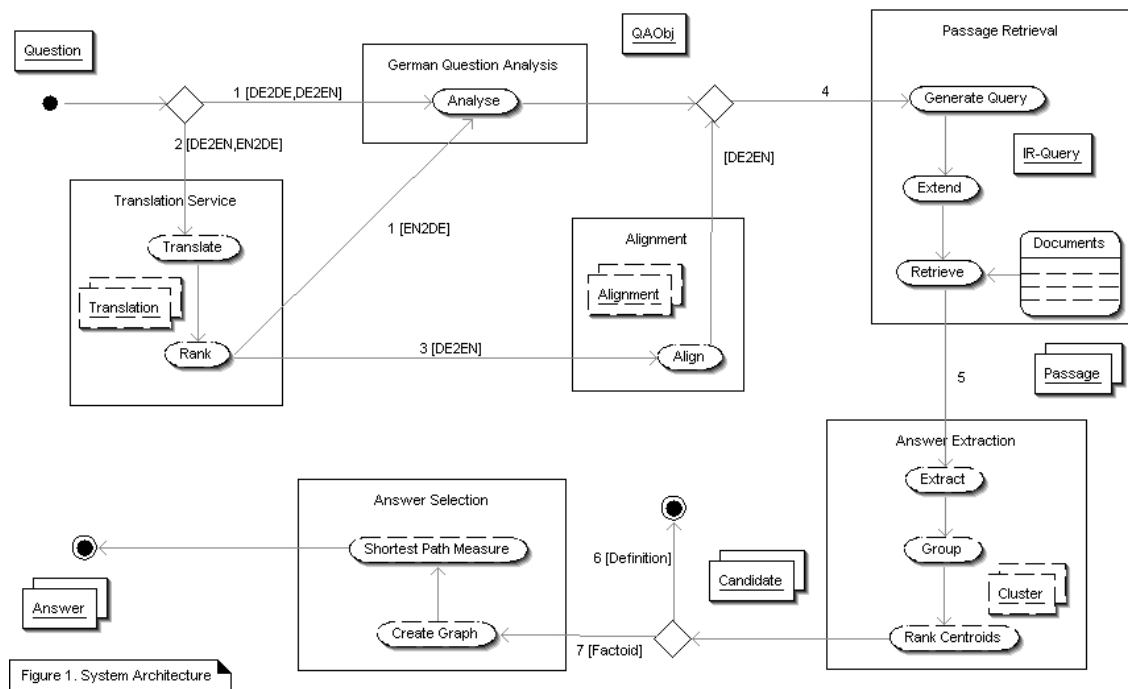 Question
QAObj
Passage Retrieval
German Question Analysis
1 [DE2DE,DE2EN]
Analyse
4
Generate Query
2 [DE2EN,EN2DE]
[DE2EN]
IR-Query
Extend
Translation Service
Translate
1 [EN2DE]
Alignment
Documents
Retrieve
Translation
Alignment
Rank
3 [DE2EN]
Align
5
Passage
Answer Extraction
Extract
Answer Selection
Shortest Path Measure
6 [Definition]
Group
Candidate
Cluster
Answer
Create Graph
7 [Factoid]
Rank Centroids
Figure 1. System Architecture